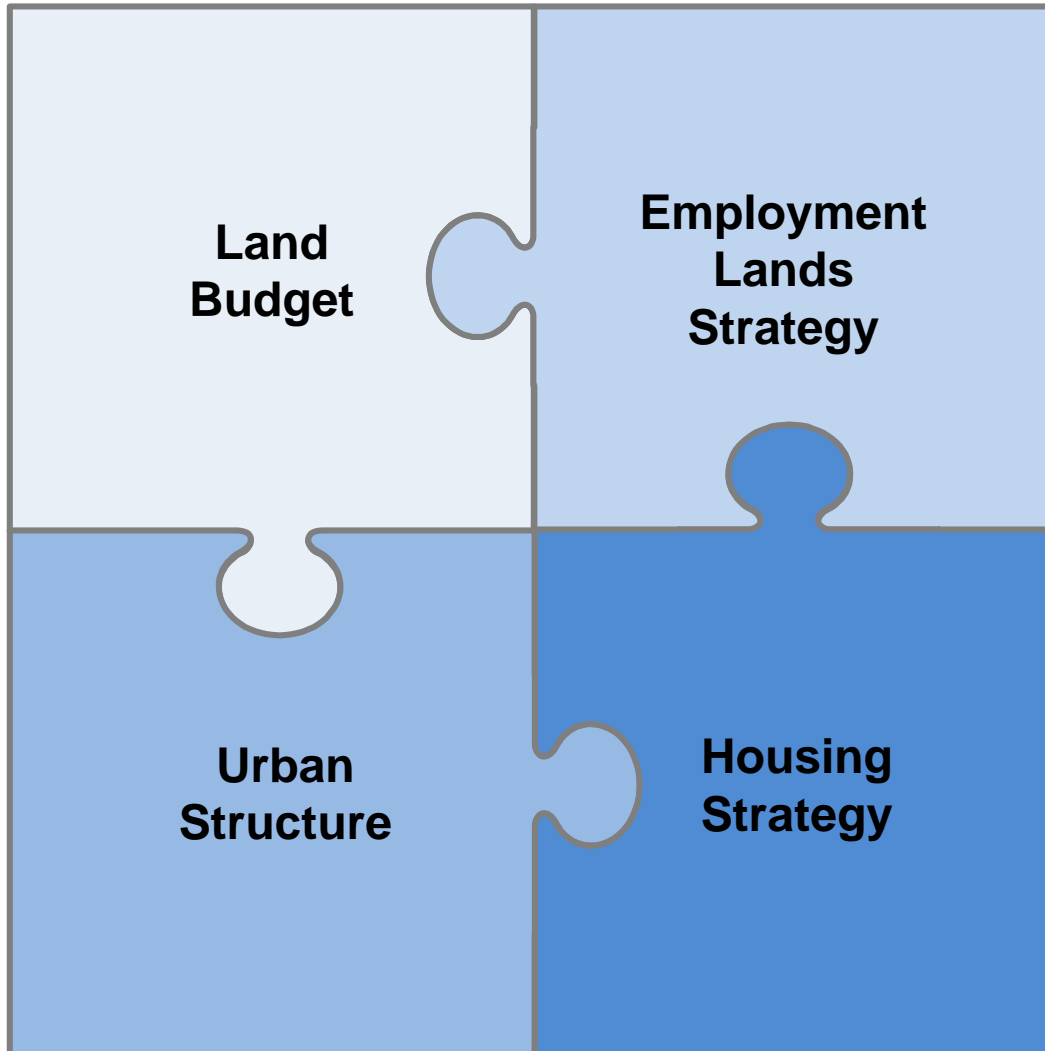 Land
Budget
Employment
Lands
Strategy
Urban
Structure
Housing
Strategy